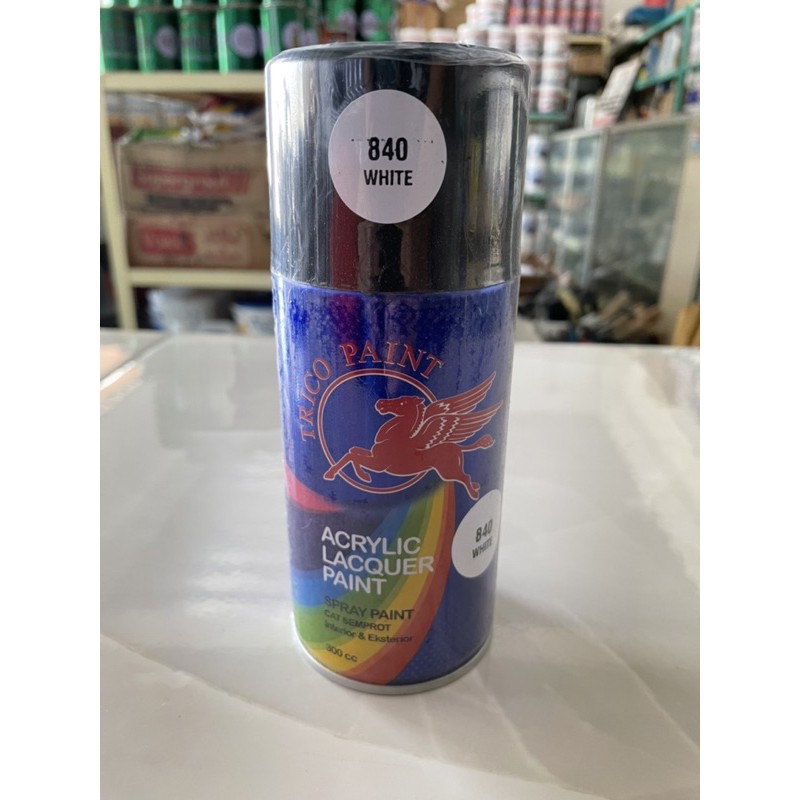 840
WHITE
TRICO PAINT
840
WHITE
ACRYLIC
LACQUER
PAINT
SPRAY PAINT
CAT SEMPROT
Interior & Eksterior
300 cc